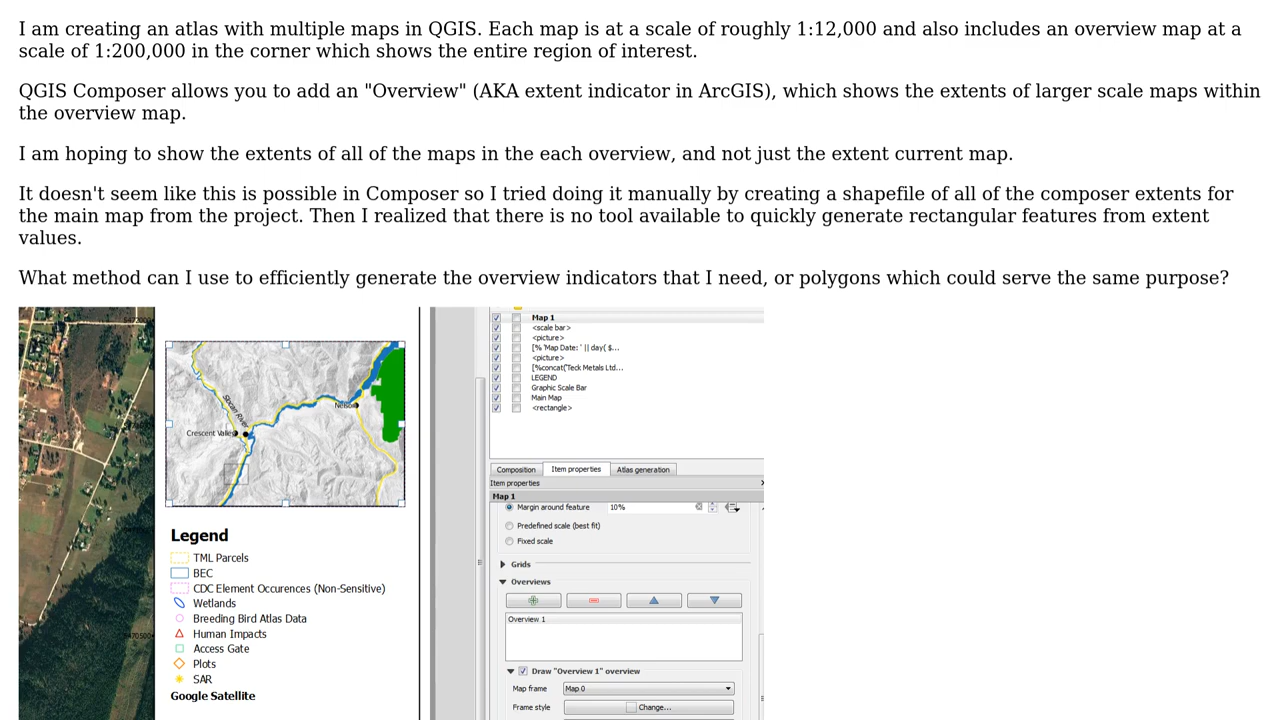 I am creating an atlas with multiple maps in QGIS. Each map is at a scale of roughly 1:12,000 and also includes an overview map at a
scale of 1:200,000 in the corner which shows the entire region of interest.
QGIS Composer allows you to add an "Overview" (AKA extent indicator in ArcGIS), which shows the extents of larger scale maps within
the overview map.
I am hoping to show the extents of all of the maps in the each overview, and not just the extent current map.
It doesn't seem like this is possible in Composer so I tried doing it manually by creating a shapefile of all of the composer extents for
the main map from the project. Then I realized that there is no tool available to quickly generate rectangular features from extent
values.
What method can I use to efficiently generate the overview indicators that I need, or polygons which could serve the same purpose?
Slocan River
Nelson
Crescent Valley
Legend
TML Parcels
BEC
CDC Element Occurences (Non-Sensitive)
Wetlands
Breeding Bird Atlas Data
Human Impacts
Access Gate
Plots
SAR
Google Satellite
Map 1
<scale bar>
<picture>
[% 'Map Date: ' || day( $...
<picture>
[%concat('Teck Metals Ltd...
LEGEND
Graphic Scale Bar
Main Map
<rectangle>
Composition
Item properties
Atlas generation
Item properties
Map 1
Margin around feature
10%
Predefined scale (best fit)
Fixed scale
Grids
Overviews
Overview 1
Draw "Overview 1" overview
Map frame
Map 0
Frame style
Change...